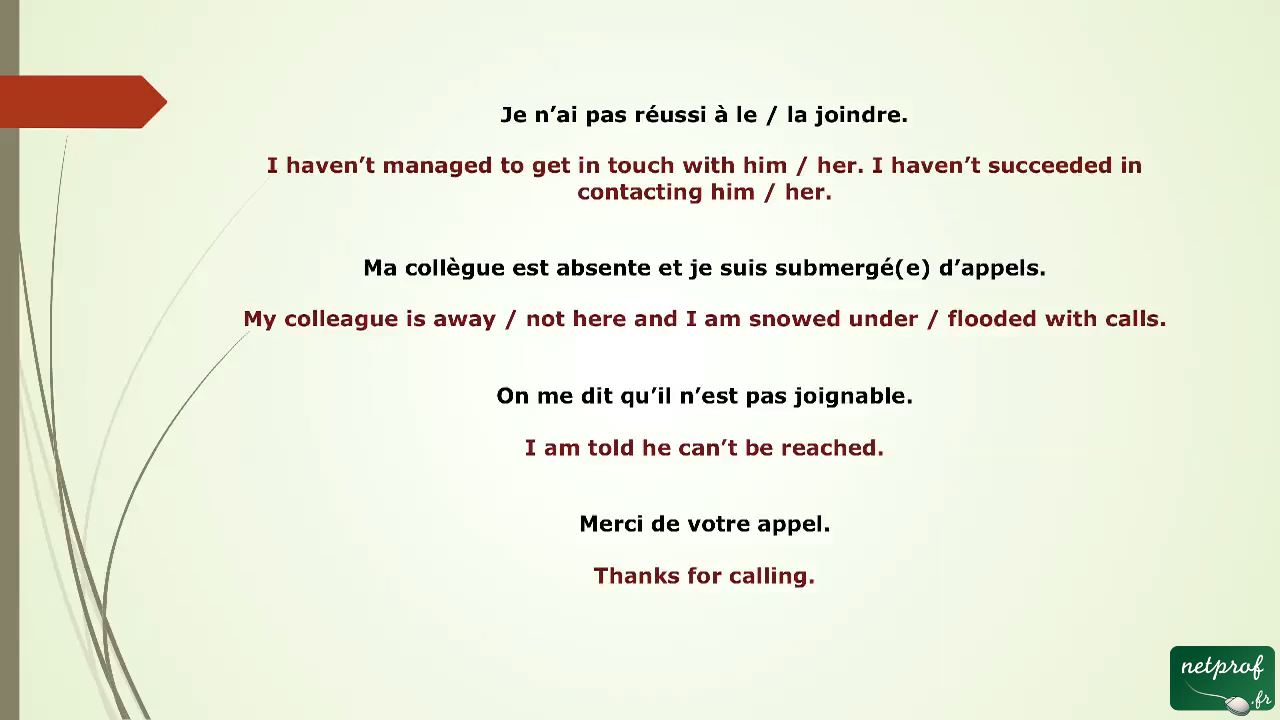 Je n’ai pas réussi à le / la joindre.
I haven’t managed to get in touch with him / her. I haven’t succeeded in
contacting him / her.
Ma collègue est absente et je suis submergé(e) d’appels.
My colleague is away / not here and I am snowed under / flooded with calls.
On me dit qu’il n’est pas joignable.
I am told he can’t be reached.
Merci de votre appel.
Thanks for calling.
netprof
.fr